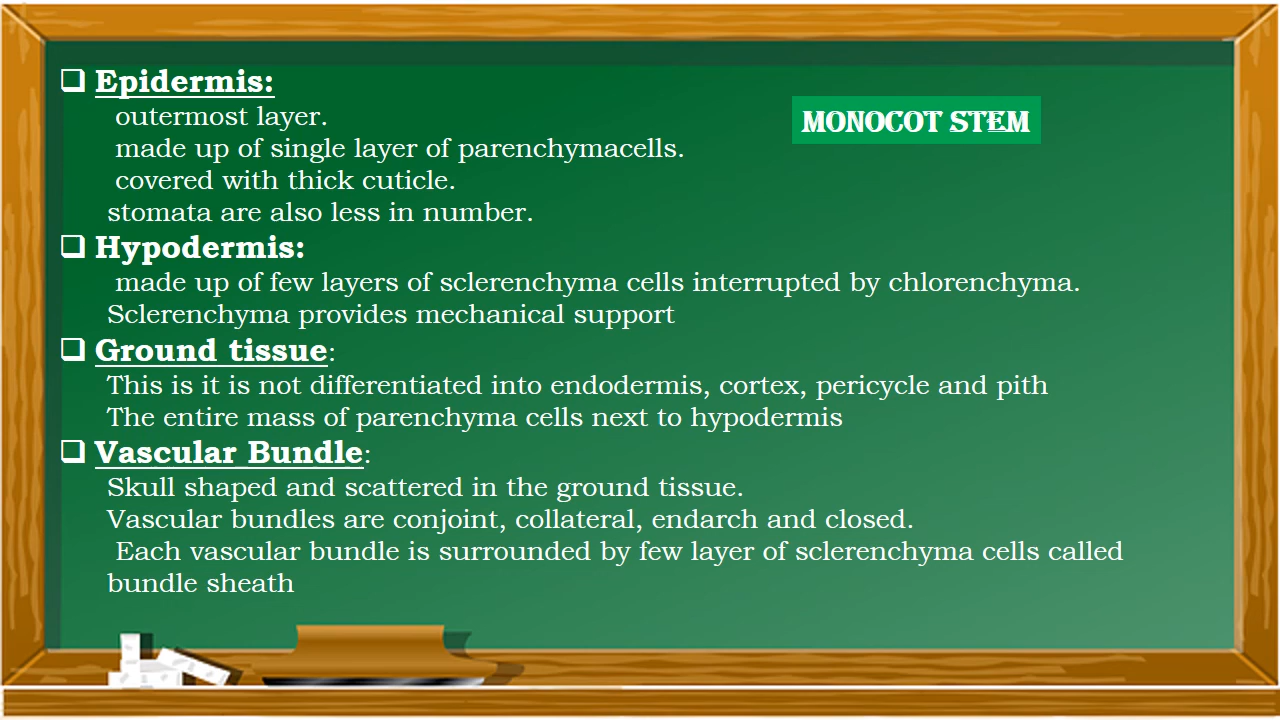 ❑ Epidermis:
outermost layer.
MONOCOT STEM
made up of single layer of parenchymacells.
covered with thick cuticle.
stomata are also less in number.
❑ Hypodermis:
made up of few layers of sclerenchyma cells interrupted by chlorenchyma.
Sclerenchyma provides mechanical support
❑ Ground tissue:
This is it is not differentiated into endodermis, cortex, pericycle and pith
The entire mass of parenchyma cells next to hypodermis
❑ Vascular Bundle:
Skull shaped and scattered in the ground tissue.
Vascular bundles are conjoint, collateral, endarch and closed.
Each vascular bundle is surrounded by few layer of sclerenchyma cells called
bundle sheath